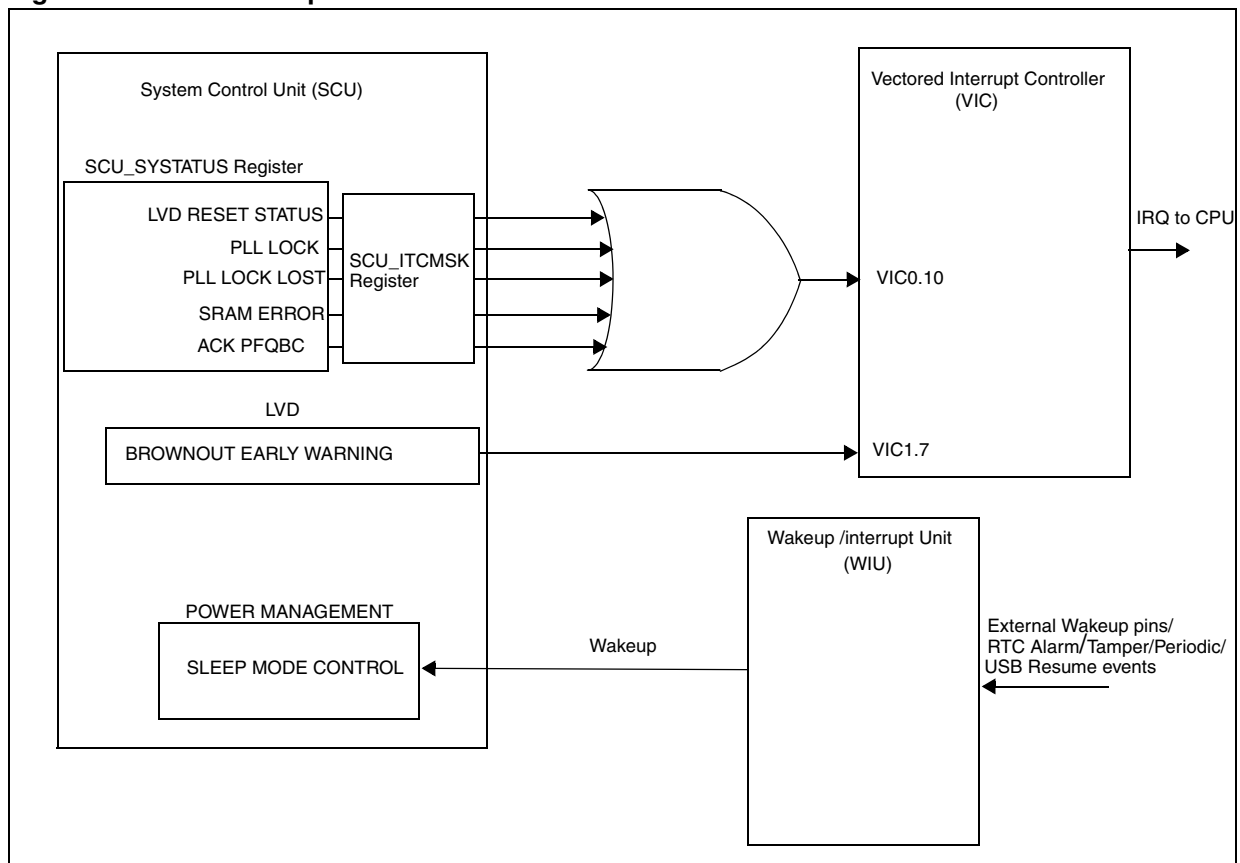 System Control Unit (SCU)
SCU_SYSTATUS Register
LVD RESET STATUS
PLL LOCK
PLL LOCK LOST
SRAM ERROR
ACK PFQBC
SCU_ITCMSK
Register
Vectored Interrupt Controller
(VIC)
VIC0.10
IRQ to CPU
LVD
BROWNOUT EARLY WARNING
VIC1.7
Wakeup /interrupt Unit
(WIU)
POWER MANAGEMENT
SLEEP MODE CONTROL
Wakeup
External Wakeup pins/
RTC Alarm/Tamper/Periodic/
USB Resume events